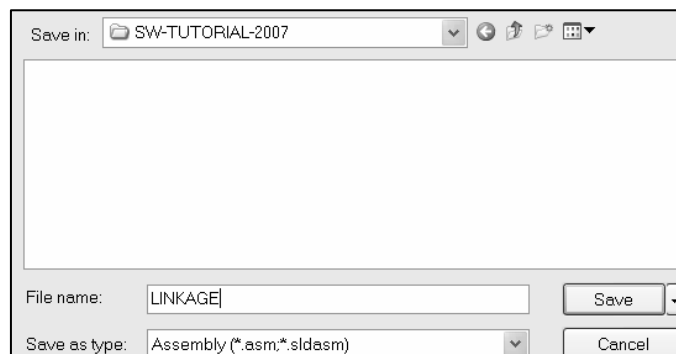 Save in: SW-TUTORIAL-2007
File name: LINKAGE
Save
Save as type: Assembly (*.asm;*.sldasm)
Cancel